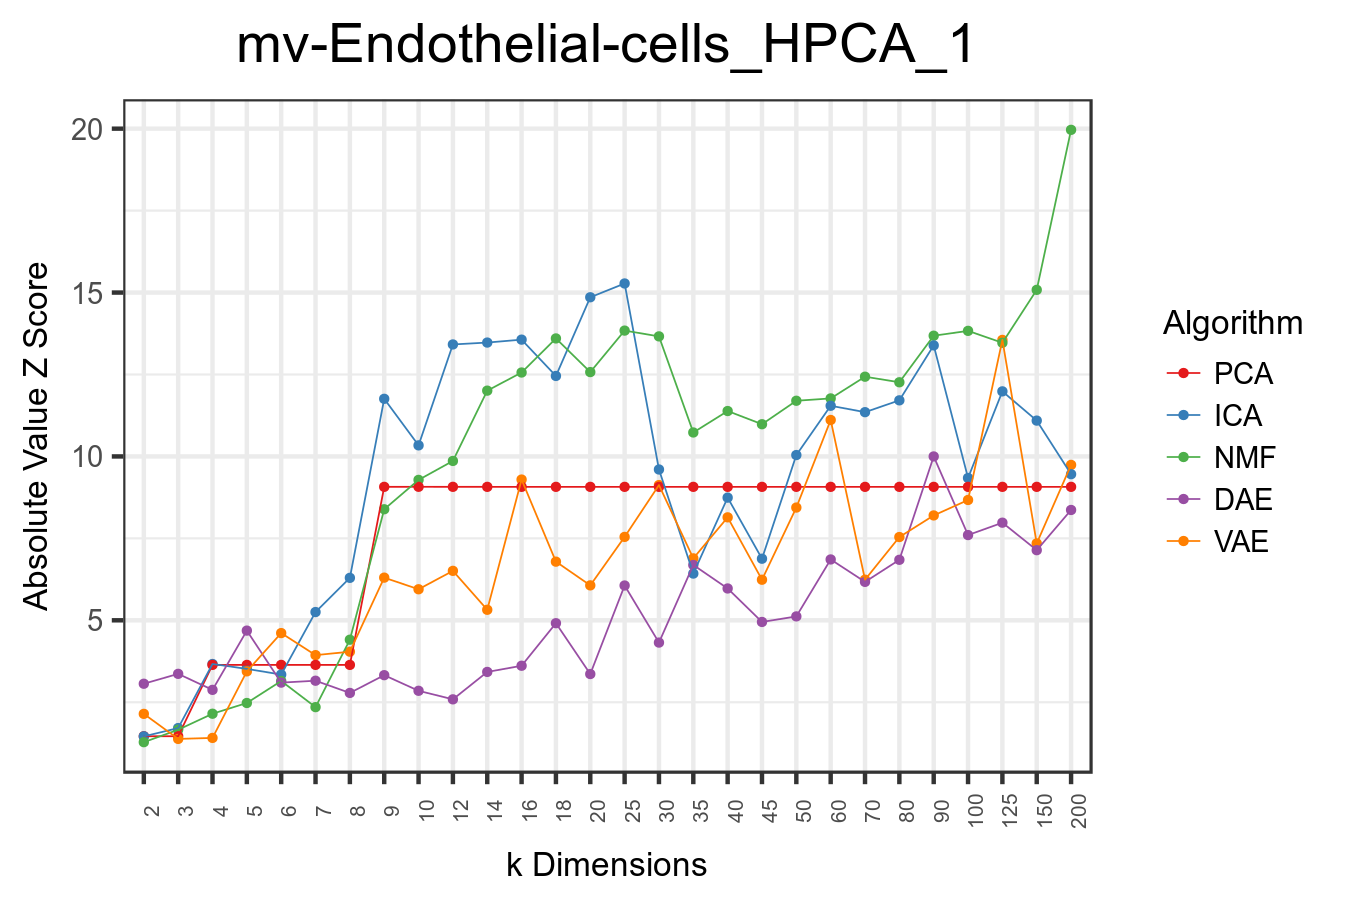 mv-Endothelial-cells_HPCA_1
Absolute Value Z Score
20
15
10
5
2 3 4 5 6 7 8 9 10 12 14 16 18 20 25 30 35 40 45 50 60 70 80 90 100 125 150 200
k Dimensions
Algorithm
PCA
ICA
NMF
DAE
VAE